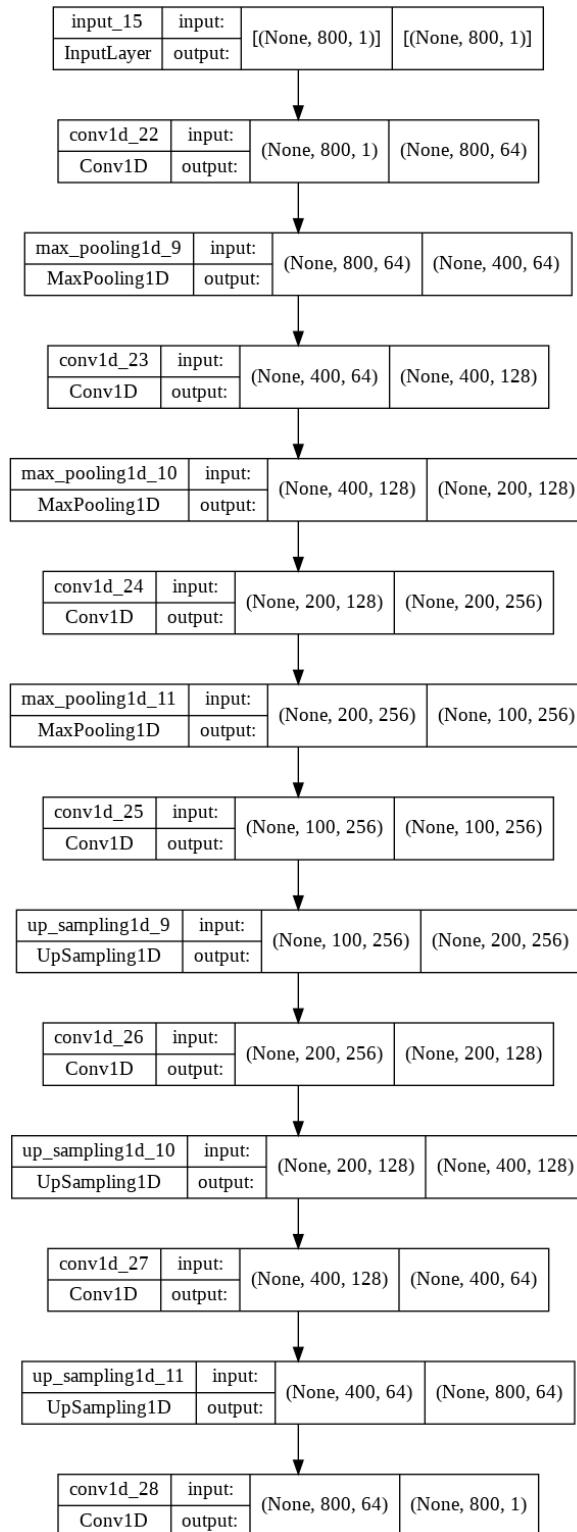 input_15 input: [(None, 800, 1)] [(None, 800, 1)]
InputLayer output:
conv1d_22 input: (None, 800, 1) (None, 800, 64)
Conv1D output:
max_pooling1d_9 input: (None, 800, 64) (None, 400, 64)
MaxPooling1D output:
conv1d_23 input: (None, 400, 64) (None, 400, 128)
Conv1D output:
max_pooling1d_10 input: (None, 400, 128) (None, 200, 128)
MaxPooling1D output:
conv1d_24 input: (None, 200, 128) (None, 200, 256)
Conv1D output:
max_pooling1d_11 input: (None, 200, 256) (None, 100, 256)
MaxPooling1D output:
conv1d_25 input: (None, 100, 256) (None, 100, 256)
Conv1D output:
up_sampling1d_9 input: (None, 100, 256) (None, 200, 256)
UpSampling1D output:
conv1d_26 input: (None, 200, 256) (None, 200, 128)
Conv1D output:
up_sampling1d_10 input: (None, 200, 128) (None, 400, 128)
UpSampling1D output:
conv1d_27 input: (None, 400, 128) (None, 400, 64)
Conv1D output:
up_sampling1d_11 input: (None, 400, 64) (None, 800, 64)
UpSampling1D output:
conv1d_28 input: (None, 800, 64) (None, 800, 1)
Conv1D output: